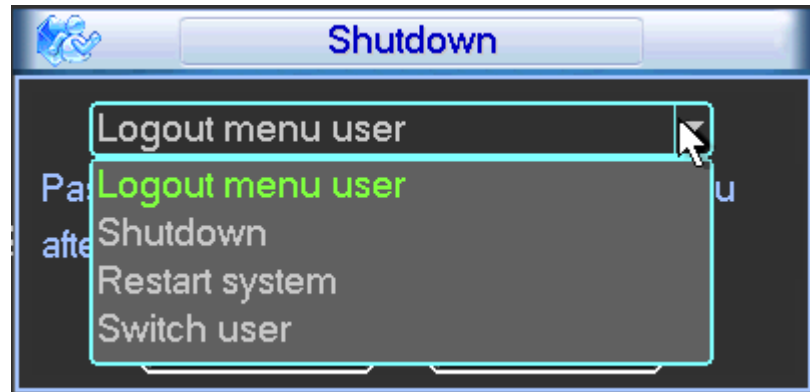 Shutdown
Logout menu user
Logout menu user
Shutdown
Restart system
Switch user